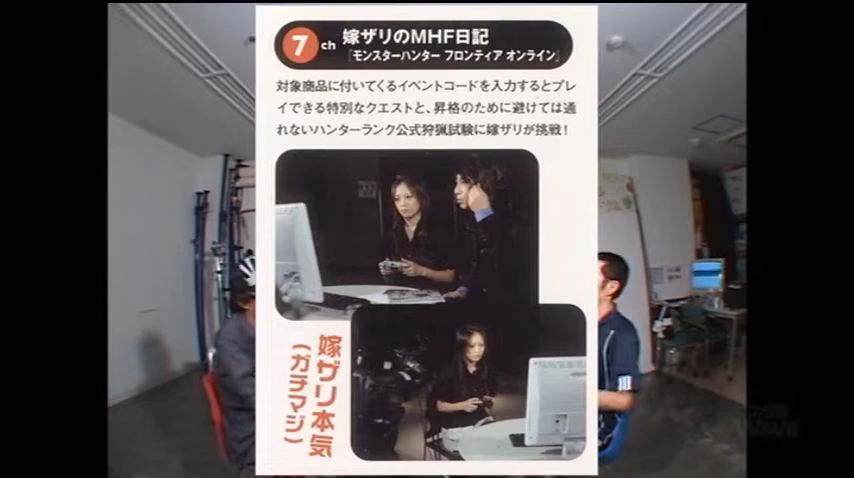 7ch 嫁ザリのMHF日記
『モンスターハンター フロンティア オンライン』
対象商品に付いてくるイベントコードを入力するとプレ
イできる特別なクエストと、昇格のために避けては通
れないハンターランク公式狩猟試験に嫁ザリが挑戦!
嫁ザリ本気
(ガチマジ)
WAVE